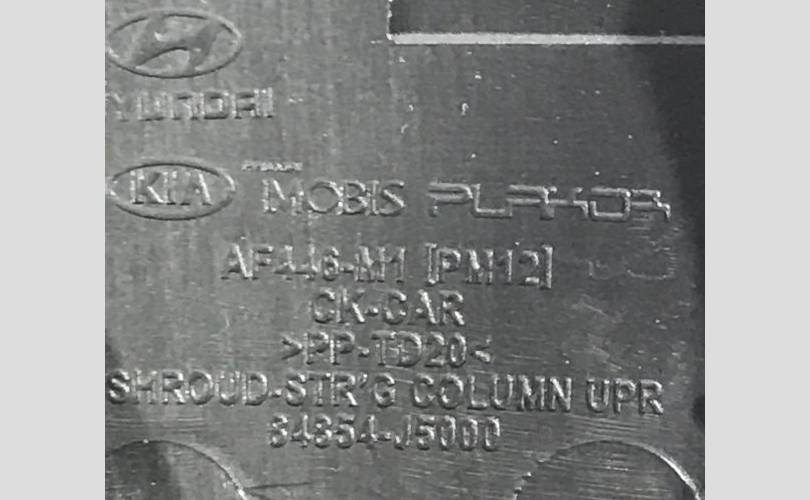 HYUNDAI
KIA MOBIS PLAKOR
AF446-M1 [PM12]
CK-CAR
>PP-TD20<
SHROUD-STR'G COLUMN UPR
84854-J5000